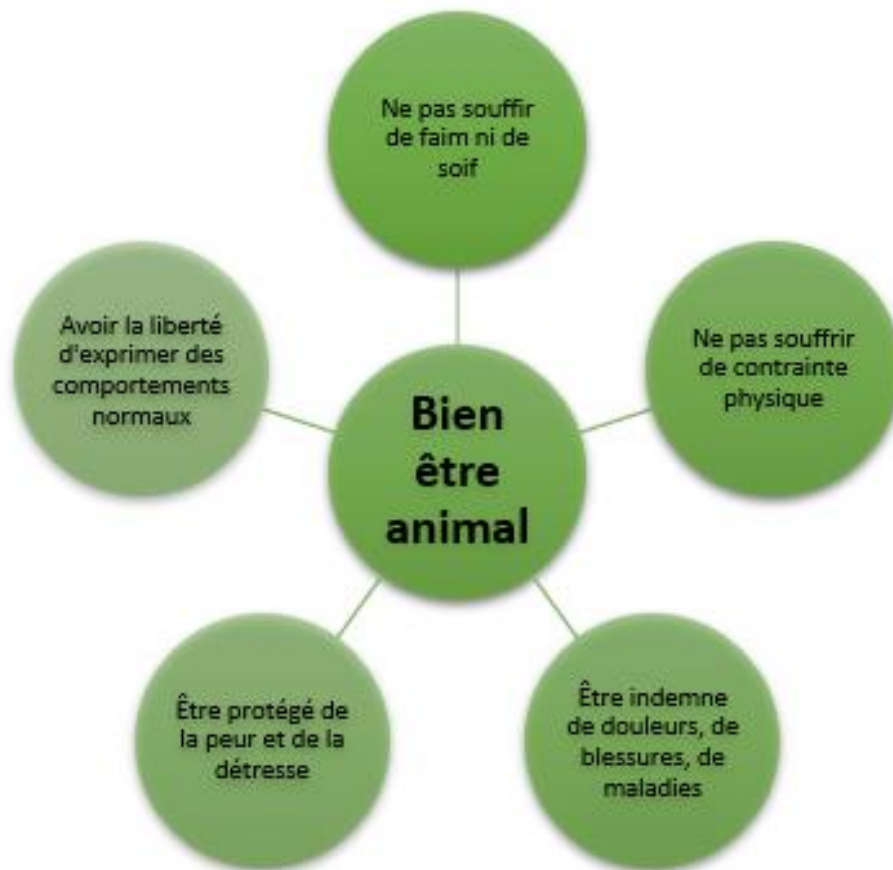 Ne pas souffir
de faim ni de
soif
Avoir la liberté
d'exprimer des
comportements
normaux
Ne pas souffrir
de contrainte
physique
Bien
être
animal
Être protégé de
la peur et de la
détresse
Être indemne
de douleurs, de
blessures, de
maladies